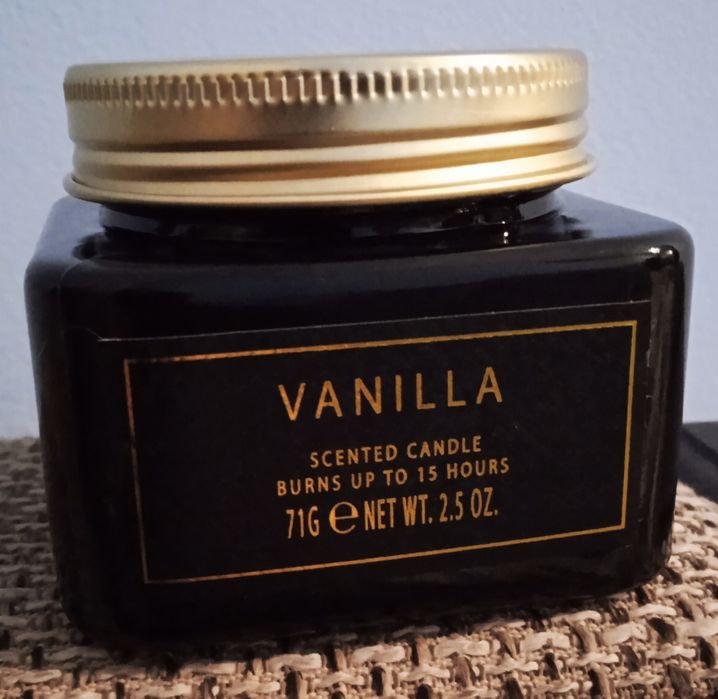 VANILLA
SCENTED CANDLE
BURNS UP TO 15 HOURS
71G ℮ NET WT. 2.5 OZ.